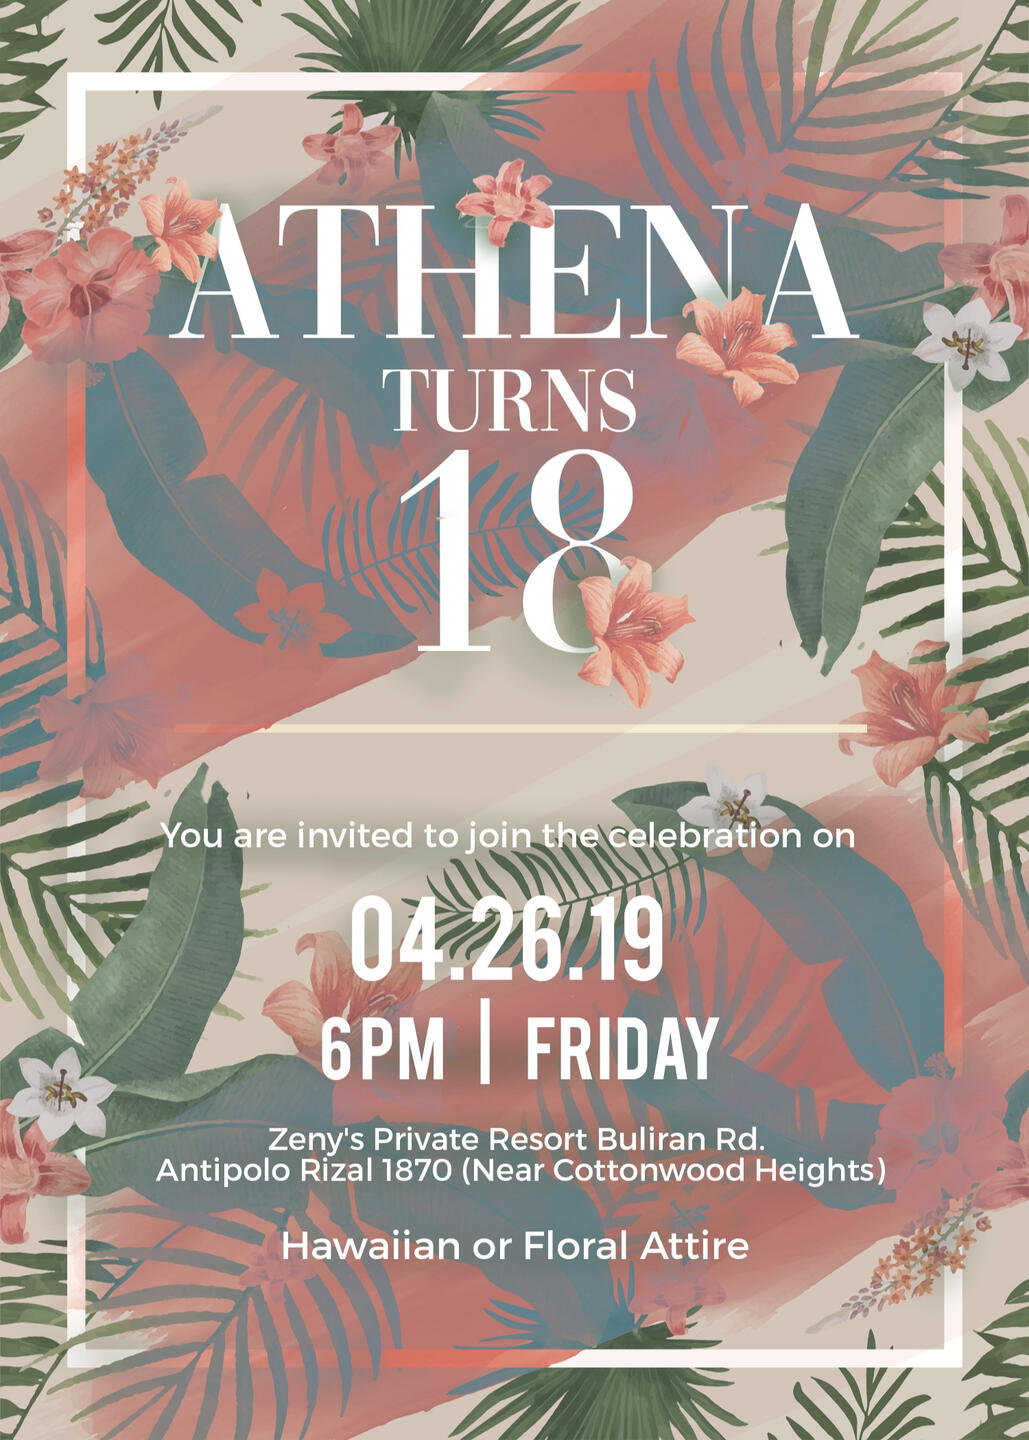 ATHENA
TURNS
18
You are invited to join the celebration on
04.26.19
6PM | FRIDAY
Zeny's Private Resort Buliran Rd.
Antipolo Rizal 1870 (Near Cottonwood Heights)
Hawaiian or Floral Attire